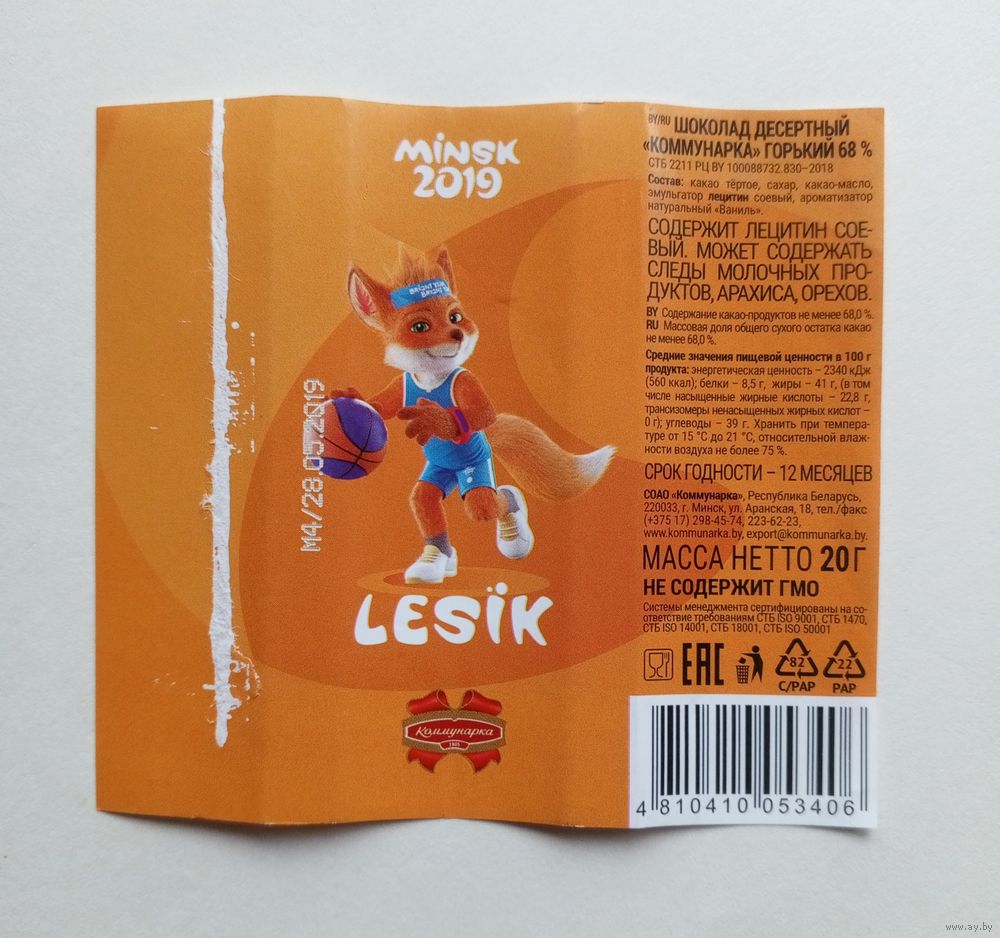 MINSK
2019
BRIGHT YOU
BRIGHT
M4/28.05.2019
LESÏK
Коммунарка
1905
BY/RU ШОКОЛАД ДЕСЕРТНЫЙ
«КОММУНАРКА» ГОРЬКИЙ 68 %
СТБ 2211 РЦ BY 100088732.830–2018
Состав: какао тёртое, сахар, какао-масло,
эмульгатор лецитин соевый, ароматизатор
натуральный «Ваниль».
СОДЕРЖИТ ЛЕЦИТИН СОЕ-
ВЫЙ. МОЖЕТ СОДЕРЖАТЬ
СЛЕДЫ МОЛОЧНЫХ ПРО-
ДУКТОВ, АРАХИСА, ОРЕХОВ.
BY Содержание какао-продуктов не менее 68,0 %.
RU Массовая доля общего сухого остатка какао
не менее 68,0 %.
Средние значения пищевой ценности в 100 г
продукта: энергетическая ценность – 2340 кДж
(560 ккал); белки – 8,5 г, жиры – 41 г, (в том
числе насыщенные жирные кислоты – 22,8 г,
трансизомеры ненасыщенных жирных кислот –
0 г); углеводы – 39 г. Хранить при темпера-
туре от 15 °C до 21 °C, относительной влаж-
ности воздуха не более 75 %.
СРОК ГОДНОСТИ – 12 МЕСЯЦЕВ
СОАО «Коммунарка», Республика Беларусь,
220033, г. Минск, ул. Аранская, 18, тел./факс
(+375 17) 298-45-74, 223-62-23,
www.kommunarka.by, export@kommunarka.by.
МАССА НЕТТО 20 Г
НЕ СОДЕРЖИТ ГМО
Системы менеджмента сертифицированы на со-
ответствие требованиям СТБ ISO 9001, СТБ 1470,
СТБ ISO 14001, СТБ 18001, СТБ ISO 50001
EAC
82
C/PAP
22
PAP
4 810410 053406
www.ay.by